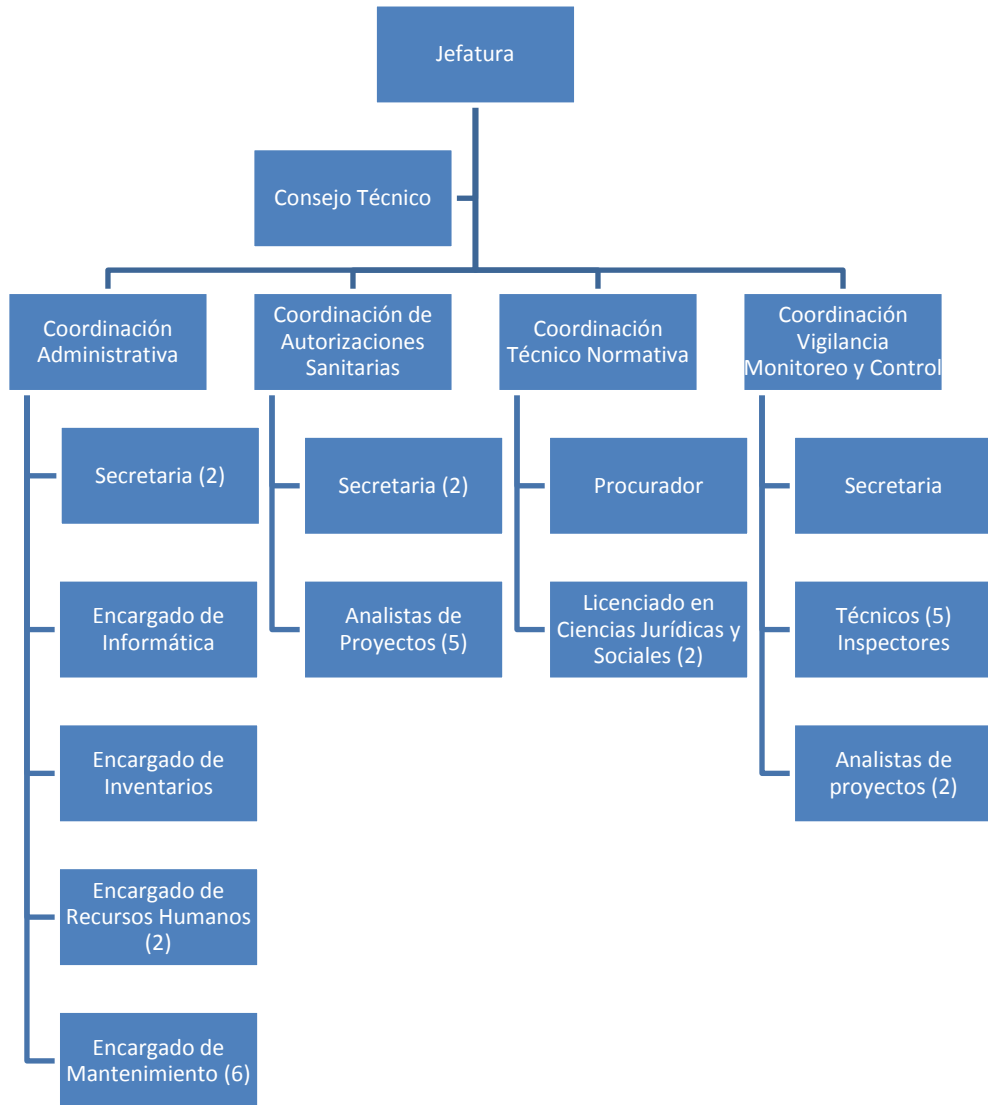 Jefatura
Consejo Técnico
Coordinación
Administrativa
Secretaria (2)
Encargado de
Informática
Encargado de
Inventarios
Encargado de
Recursos Humanos
(2)
Encargado de
Mantenimiento (6)
Coordinación de
Autorizaciones
Sanitarias
Secretaria (2)
Analistas de
Proyectos (5)
Coordinación
Técnico Normativa
Procurador
Licenciado en
Ciencias Jurídicas y
Sociales (2)
Coordinación
Vigilancia
Monitoreo y Control
Secretaria
Técnicos (5)
Inspectores
Analistas de
proyectos (2)